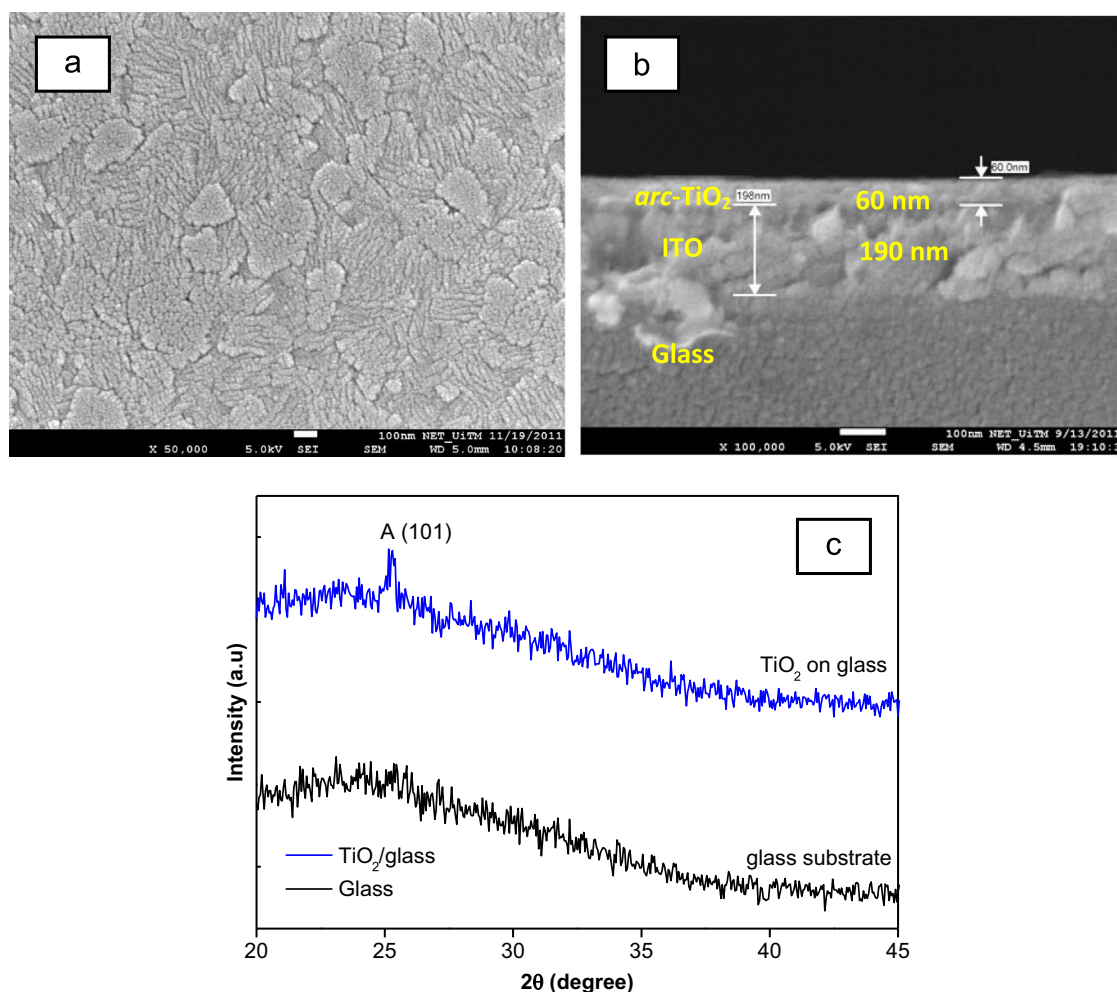 a
100nm NET_UiTM 11/19/2011
X 50,000 5.0kV SEI SEM WD 5.0mm 10:08:20
b
60.0nm
arc-TiO₂ 198nm 60 nm
ITO 190 nm
Glass
100nm NET_UiTM 9/13/2011
X 100,000 5.0kV SEI SEM WD 4.5mm 19:10:3
c
A (101)
TiO₂ on glass
glass substrate
TiO₂/glass
Glass
Intensity (a.u)
20 25 30 35 40 45
2θ (degree)